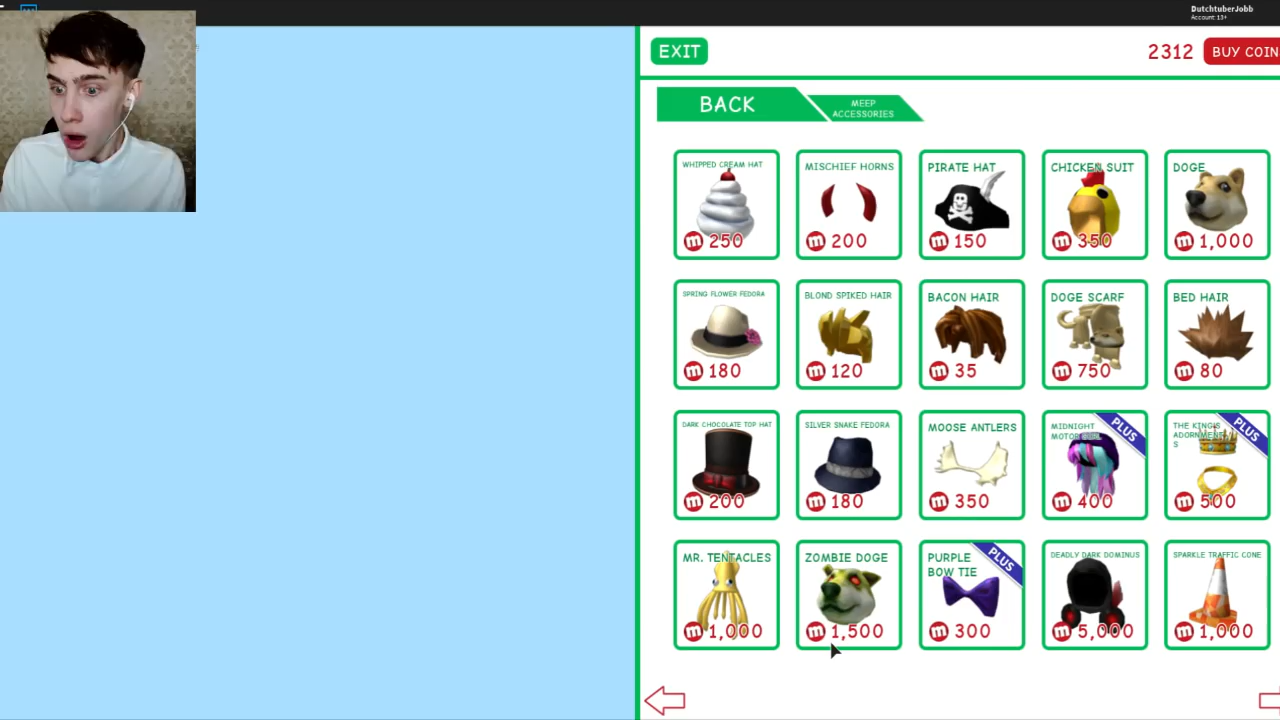 DutchtuberJobb
Account: 13+
EXIT
2312
BUY COIN
BACK
MEEP
ACCESSORIES
WHIPPED CREAM HAT
m 250
MISCHIEF HORNS
m 200
PIRATE HAT
m 150
CHICKEN SUIT
m 350
DOGE
m 1,000
SPRING FLOWER FEDORA
m 180
BLOND SPIKED HAIR
m 120
BACON HAIR
m 35
DOGE SCARF
m 750
BED HAIR
m 80
DARK CHOCOLATE TOP HAT
m 200
SILVER SNAKE FEDORA
m 180
MOOSE ANTLERS
m 350
MIDNIGHT
PLUS
m 400
THE KING'S
ADORNMENT
S
PLUS
m 500
MR. TENTACLES
m 1,000
ZOMBIE DOGE
m 1,500
PURPLE
BOW TIE
PLUS
m 300
DEADLY DARK DOMINUS
m 5,000
SPARKLE TRAFFIC CONE
m 1,000